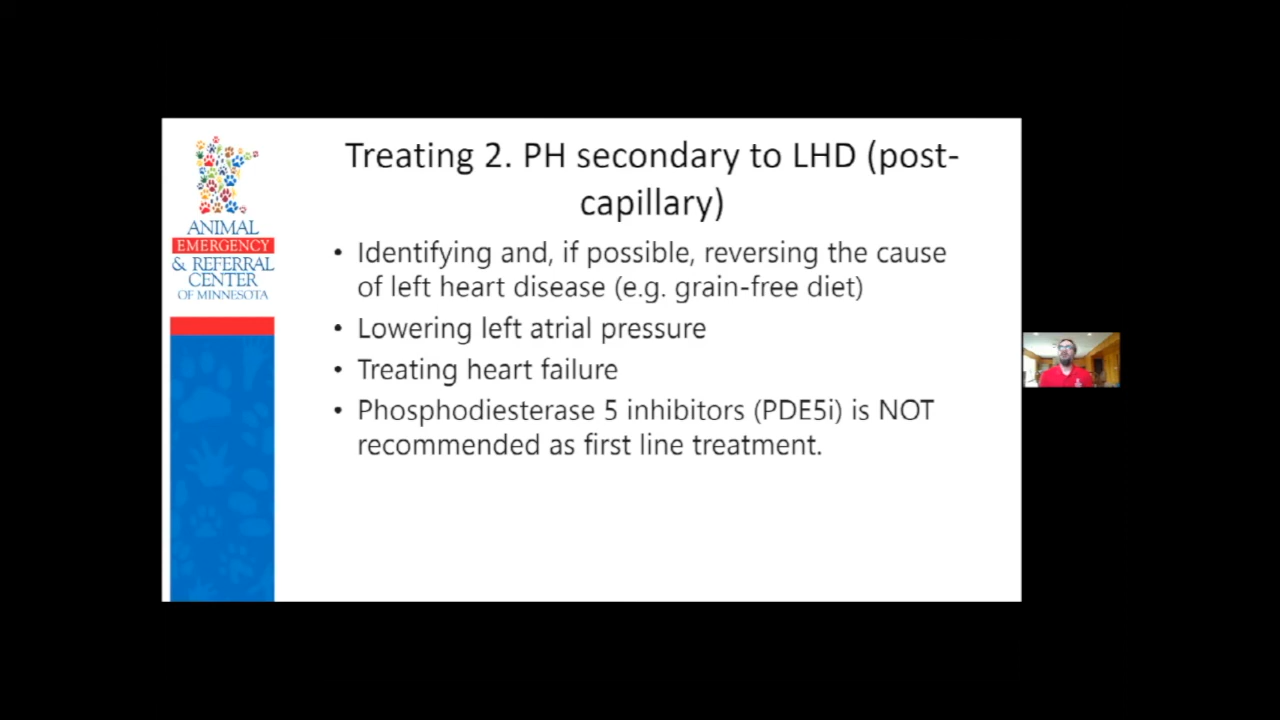 ANIMAL
EMERGENCY
& REFERRAL
CENTER
OF MINNESOTA
Treating 2. PH secondary to LHD (post-
capillary)
• Identifying and, if possible, reversing the cause
of left heart disease (e.g. grain-free diet)
• Lowering left atrial pressure
• Treating heart failure
• Phosphodiesterase 5 inhibitors (PDE5i) is NOT
recommended as first line treatment.